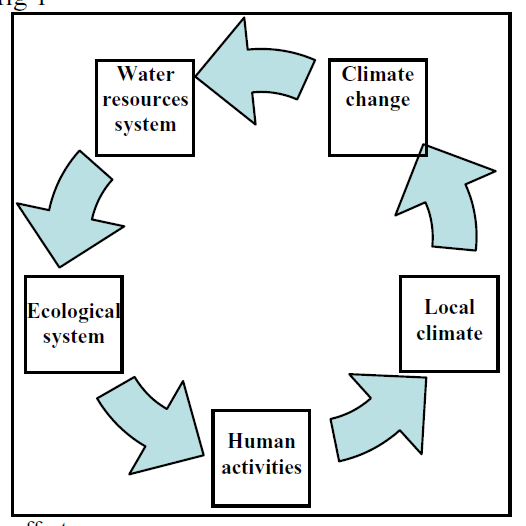 Water
resources
system
Climate
change
Ecological
system
Local
climate
Human
activities